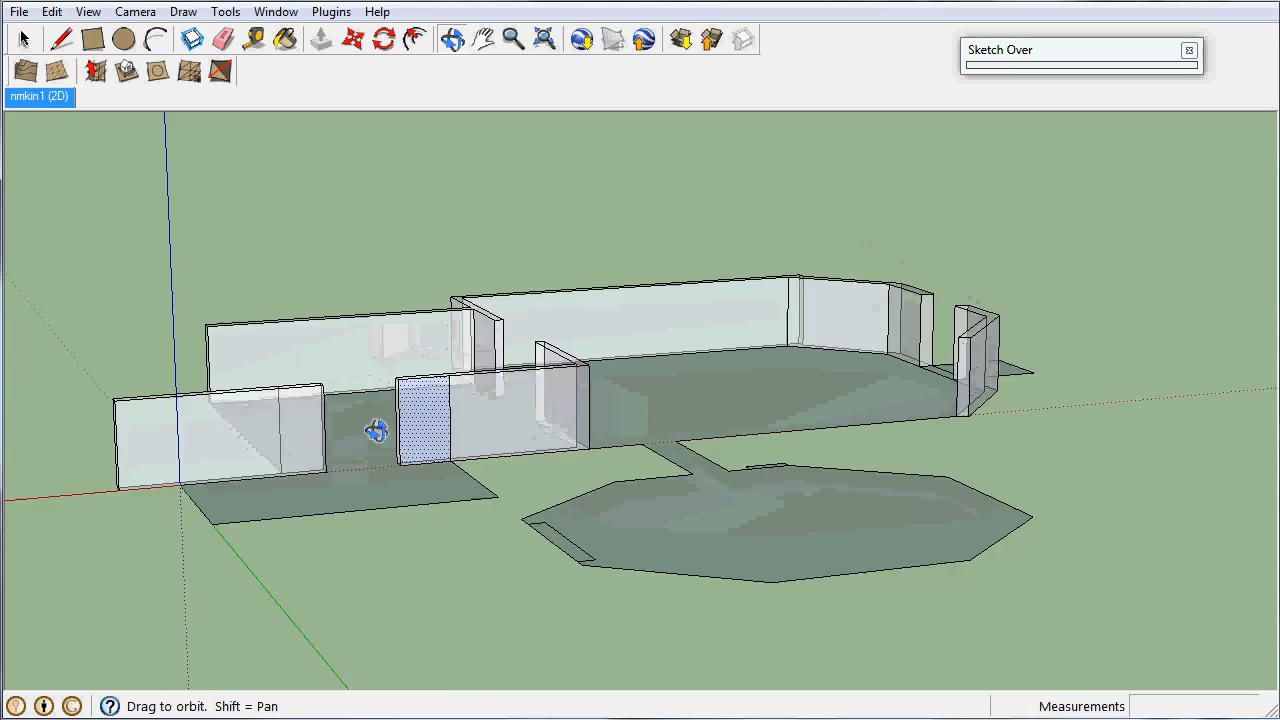 File Edit View Camera Draw Tools Window Plugins Help
Sketch Over
nmkin1 (2D)
Drag to orbit. Shift = Pan
Measurements